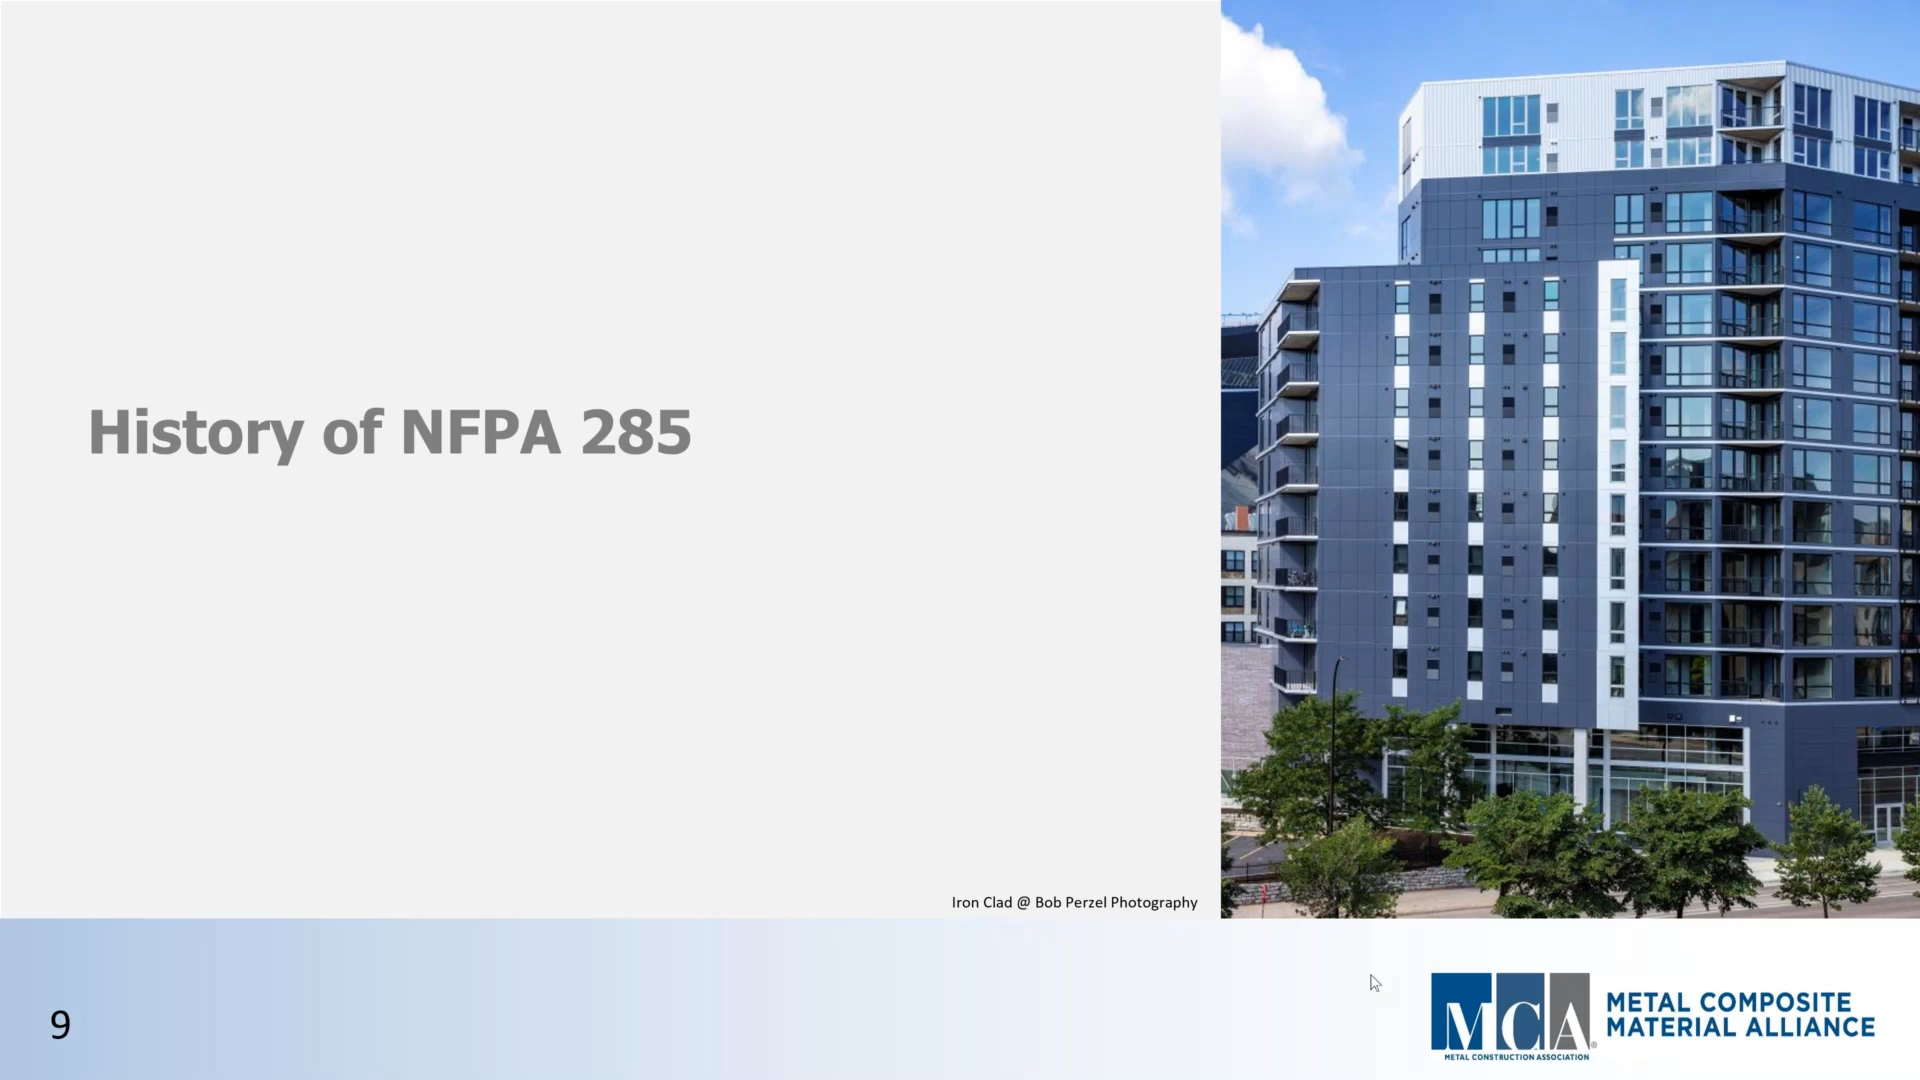 History of NFPA 285
Iron Clad @ Bob Perzel Photography
9
MCA®
METAL CONSTRUCTION ASSOCIATION
METAL COMPOSITE
MATERIAL ALLIANCE